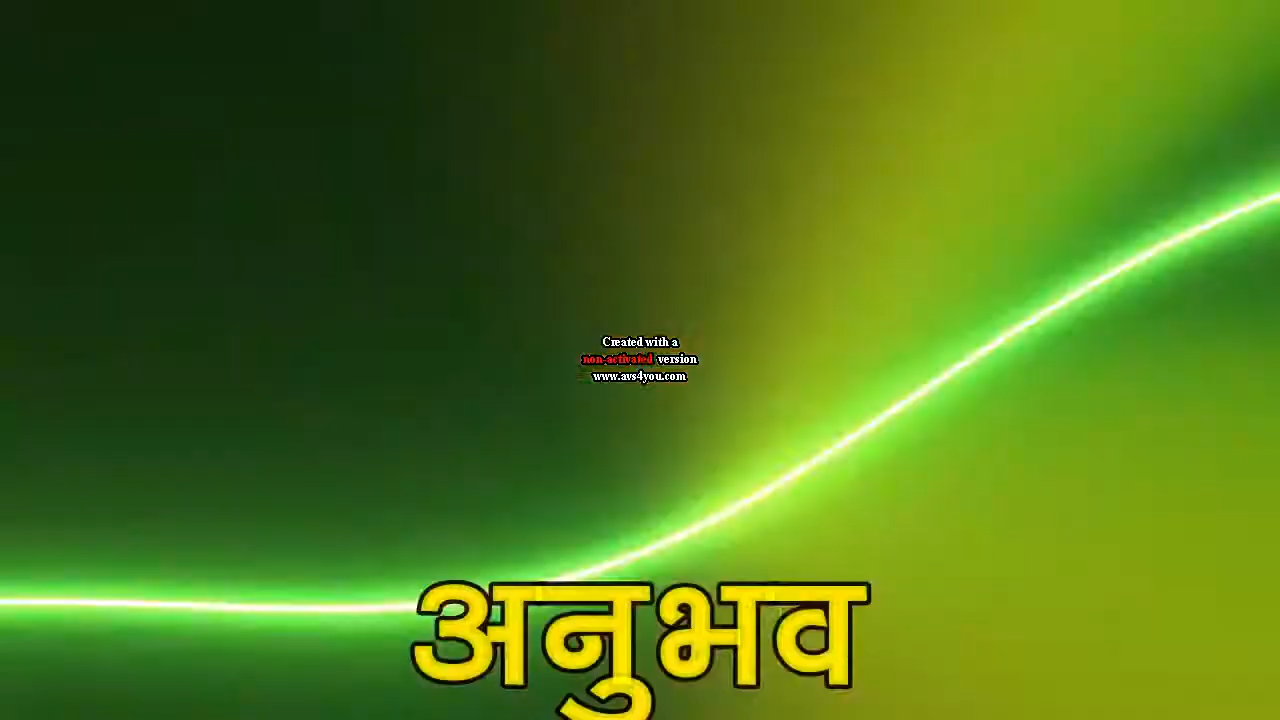 Created with a
non-activated version
www.avs4you.com
अनुभव